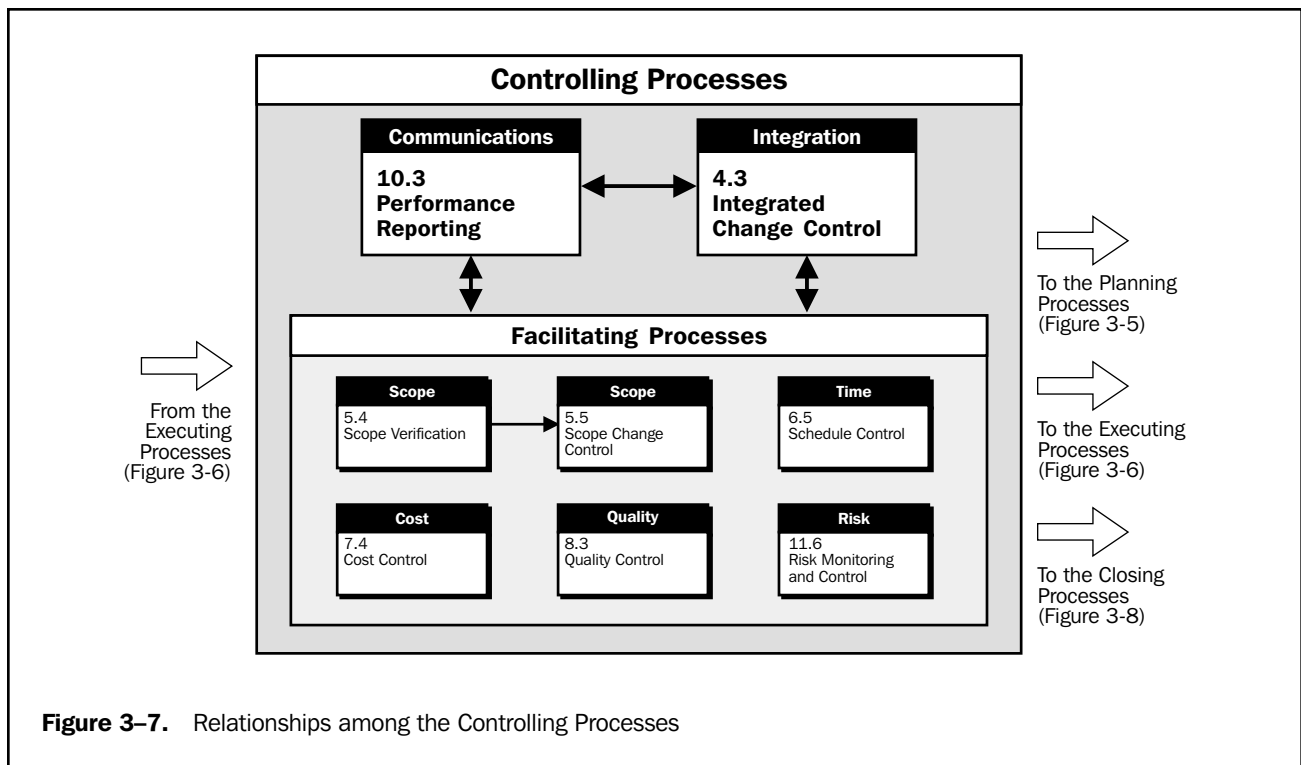 Controlling Processes
Communications
10.3
Performance
Reporting
Integration
4.3
Integrated
Change Control
Facilitating Processes
Scope
5.4
Scope Verification
Scope
5.5
Scope Change
Control
Time
6.5
Schedule Control
Cost
7.4
Cost Control
Quality
8.3
Quality Control
Risk
11.6
Risk Monitoring
and Control
From the
Executing
Processes
(Figure 3-6)
To the Planning
Processes
(Figure 3-5)
To the Executing
Processes
(Figure 3-6)
To the Closing
Processes
(Figure 3-8)
Figure 3–7. Relationships among the Controlling Processes